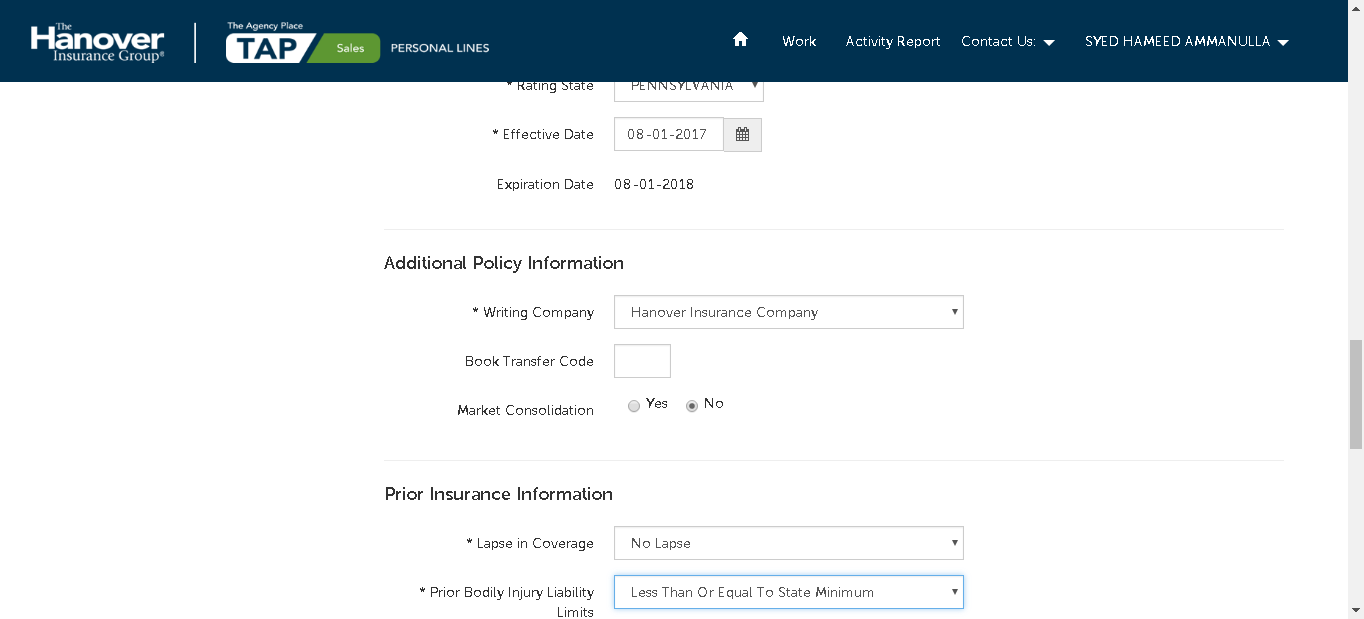 The Hanover Insurance Group®
The Agency Place
TAP Sales PERSONAL LINES
Work Activity Report Contact Us: SYED HAMEED AMMANULLA
* Rating State PENNSYLVANIA
* Effective Date 08-01-2017
Expiration Date 08-01-2018
Additional Policy Information
* Writing Company Hanover Insurance Company
Book Transfer Code
Market Consolidation Yes No
Prior Insurance Information
* Lapse in Coverage No Lapse
* Prior Bodily Injury Liability Limits Less Than Or Equal To State Minimum